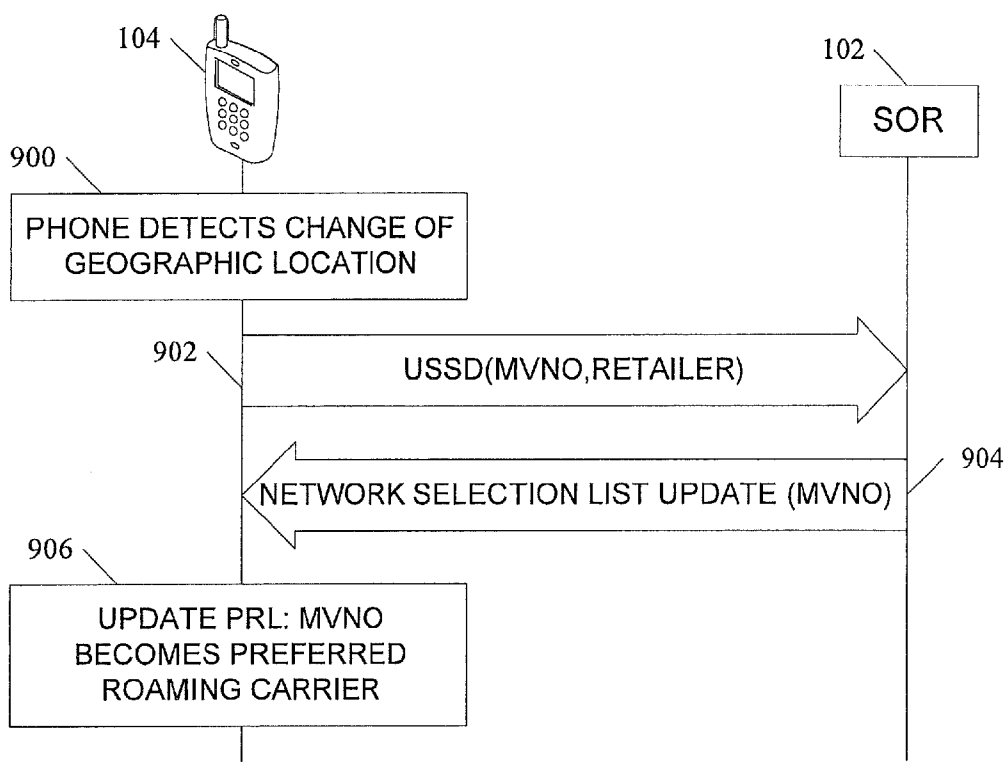 104
102
SOR
900
PHONE DETECTS CHANGE OF
GEOGRAPHIC LOCATION
902
USSD(MVNO,RETAILER)
904
NETWORK SELECTION LIST UPDATE (MVNO)
906
UPDATE PRL: MVNO
BECOMES PREFERRED
ROAMING CARRIER